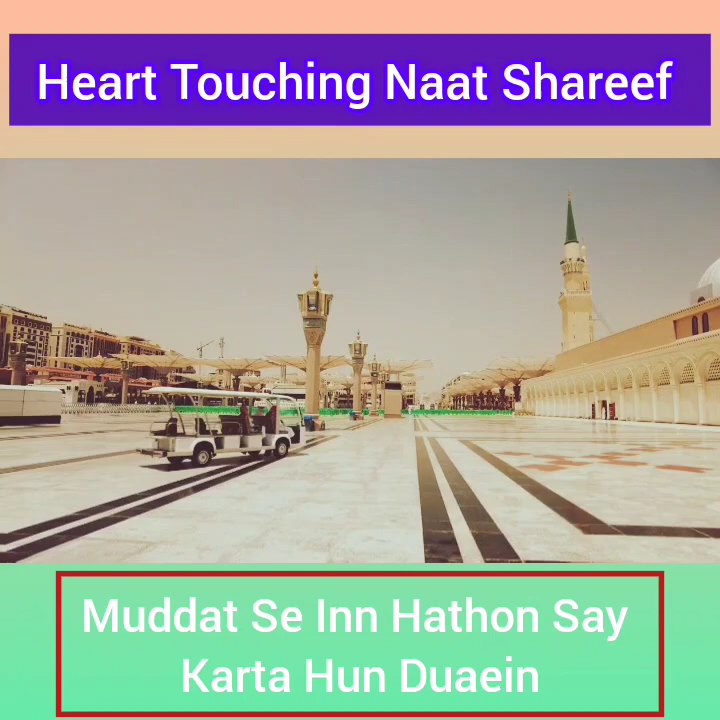 Heart Touching Naat Shareef
Muddat Se Inn Hathon Say
Karta Hun Duaein